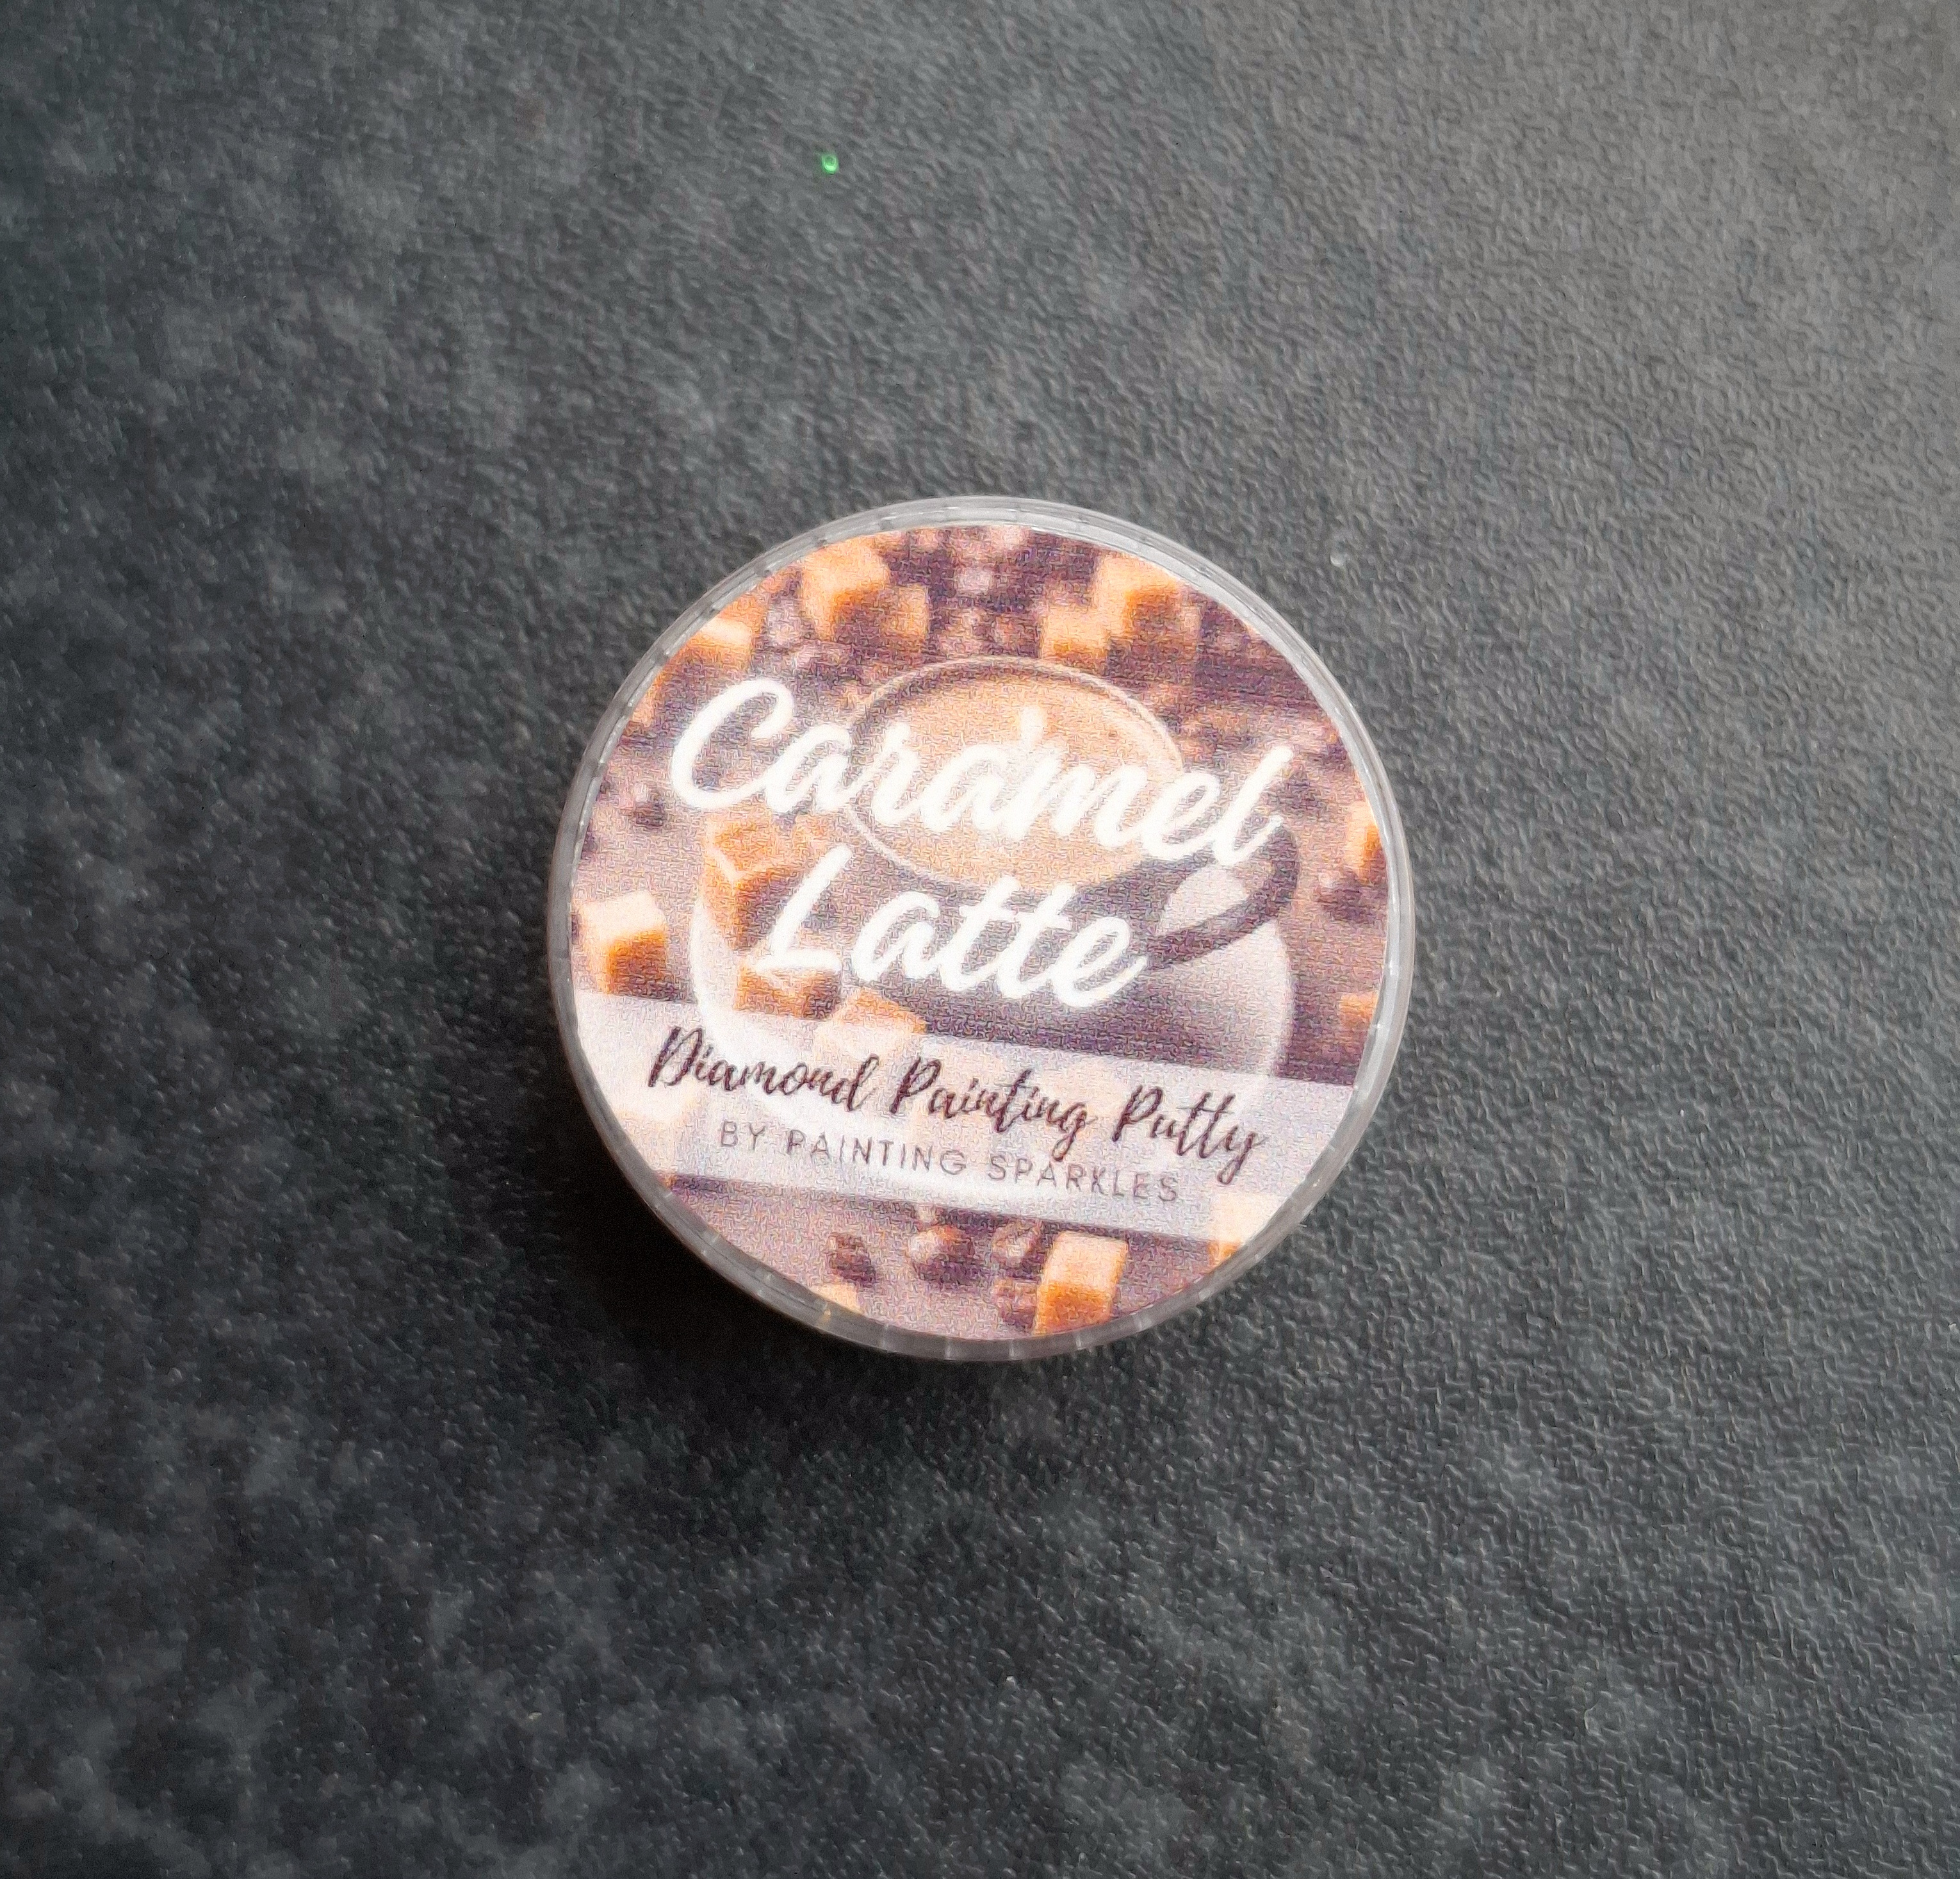 Caramel
Latte
Diamond Painting Putty
BY PAINTING SPARKLES